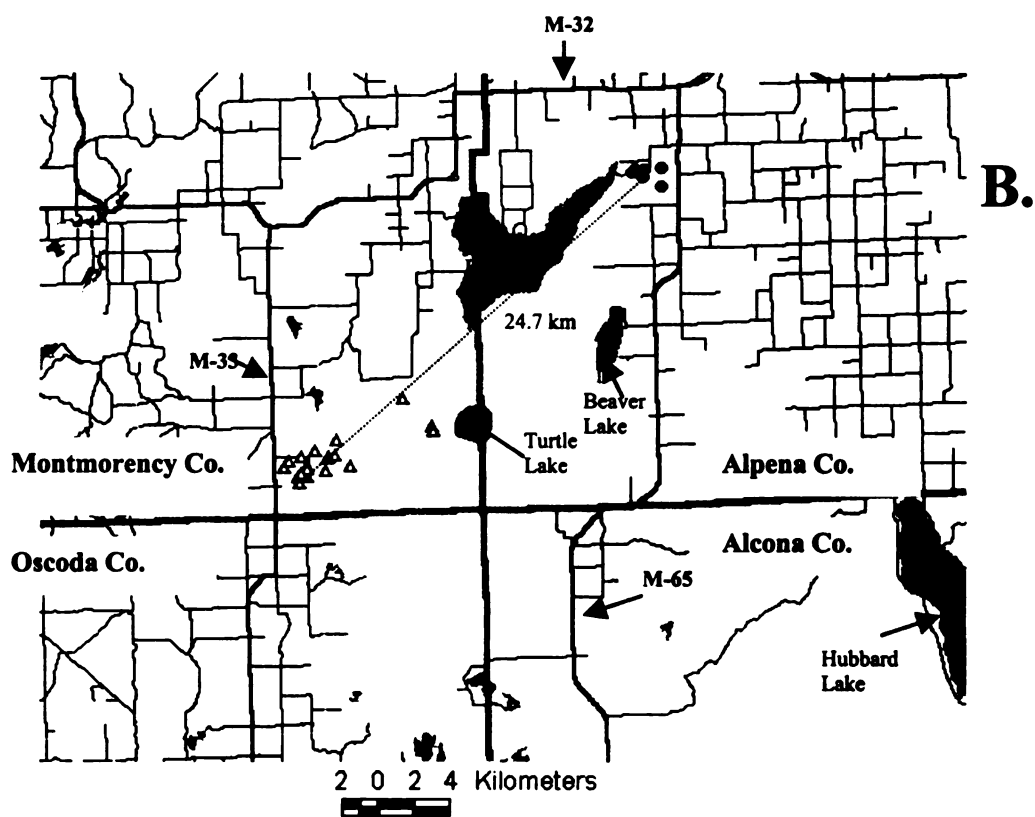 M-32
B.
24.7 km
M-33
Beaver
Lake
Turtle
Lake
Montmorency Co.
Alpena Co.
Oscoda Co.
Alcona Co.
M-65
Hubbard
Lake
2 0 2 4 Kilometers